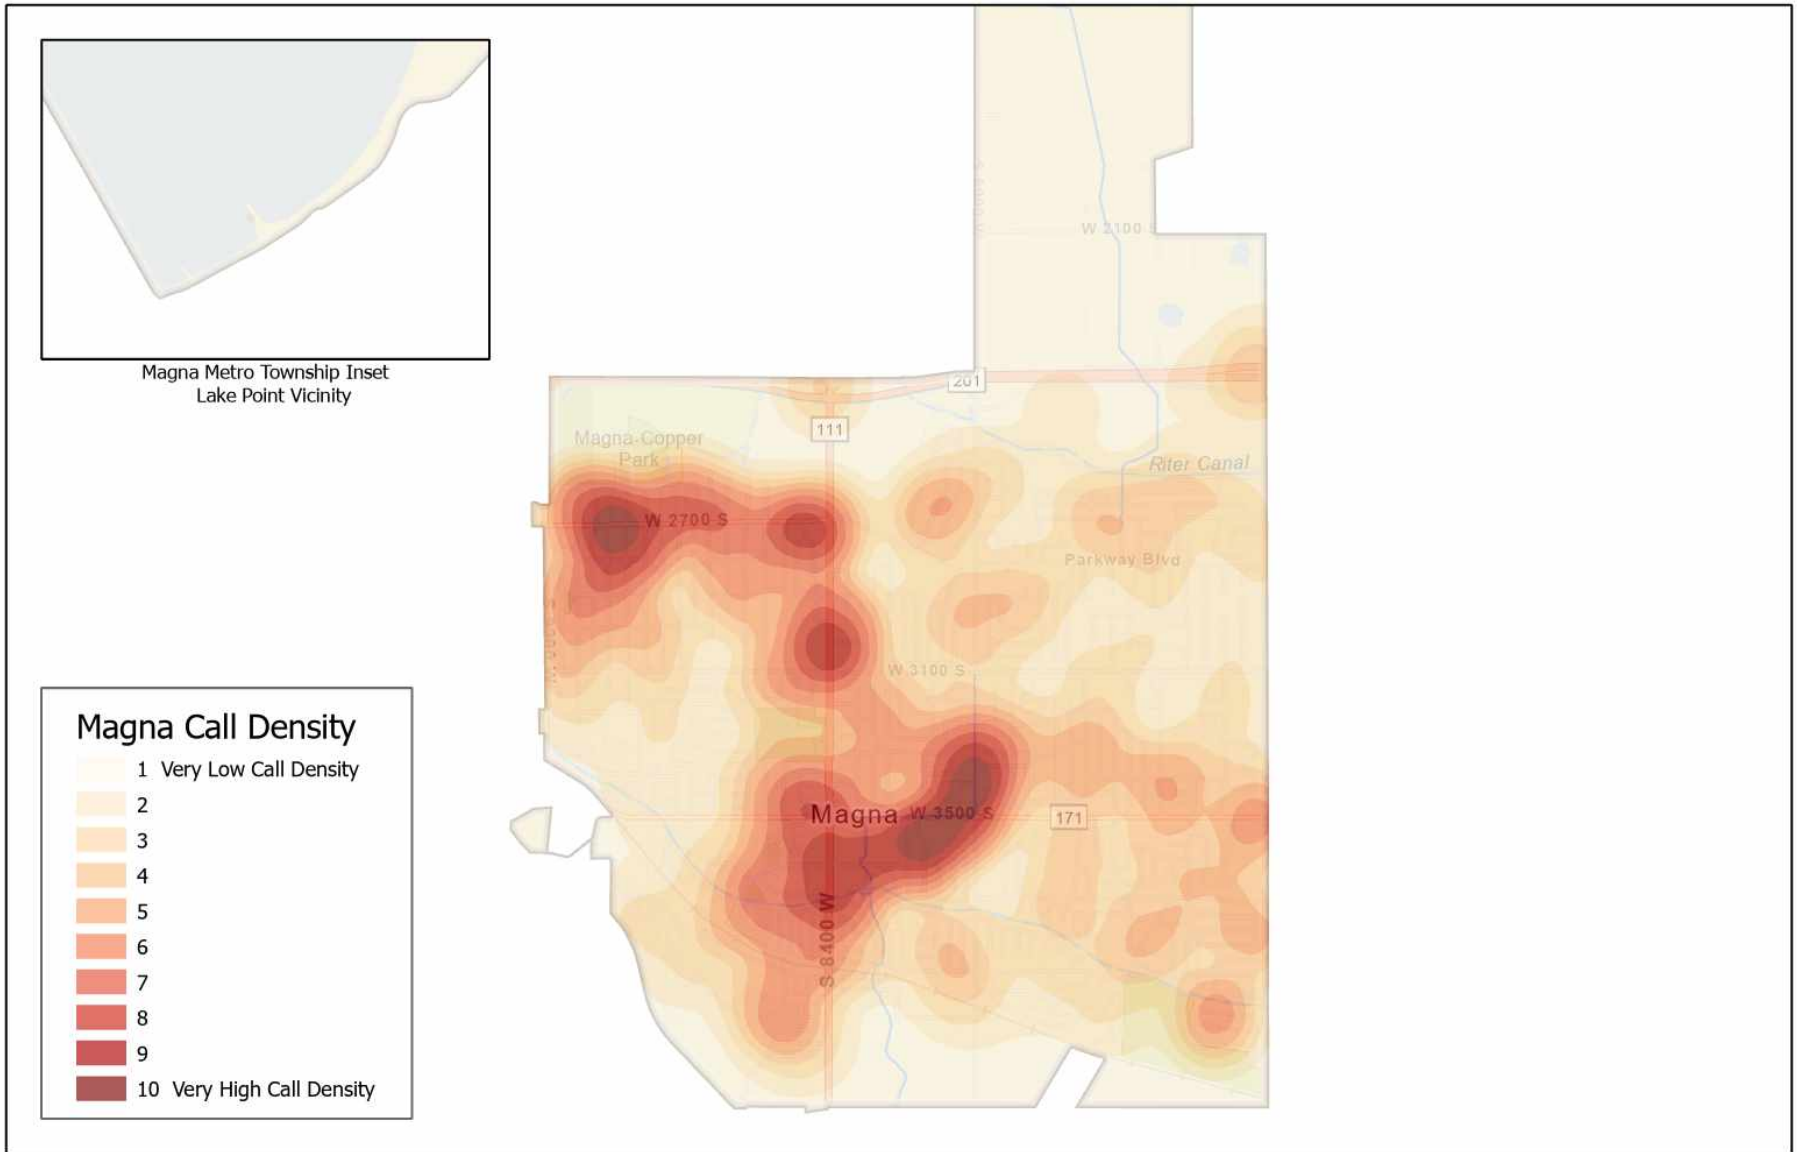 Magna Metro Township Inset
Lake Point Vicinity
W 2100 S
201
111
Magna-Copper
Park
Riter Canal
W 2700 S
Parkway Blvd
W 3100 S
Magna
W 3500 S
171
S 8400 W
Magna Call Density
1 Very Low Call Density
2
3
4
5
6
7
8
9
10 Very High Call Density